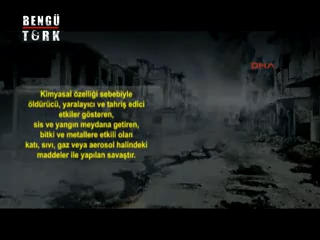 BENGÜ
TÜRK
DHA
Kimyasal özelliği sebebiyle
öldürücü, yaralayıcı ve tahriş edici
etkiler gösteren,
sis ve yangın meydana getiren,
bitki ve metallere etkili olan
katı, sıvı, gaz veya aerosol halindeki
maddeler ile yapılan savaştır.